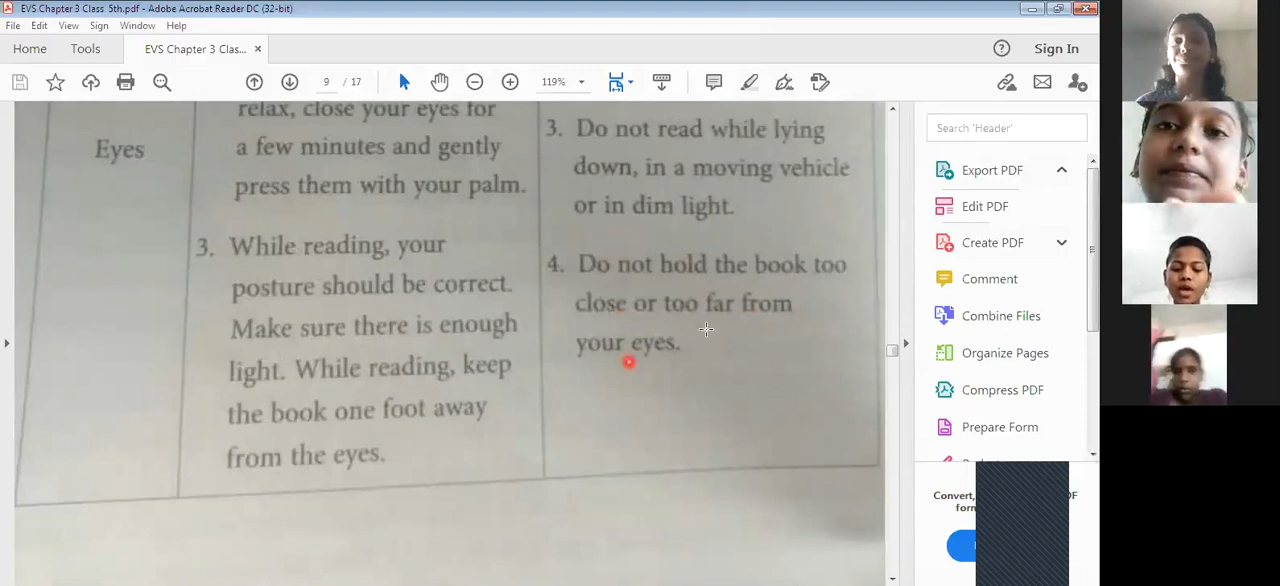 EVS Chapter 3 Class 5th.pdf - Adobe Acrobat Reader DC (32-bit)
File Edit View Sign Window Help
Home Tools EVS Chapter 3 Clas... × Sign In
9 / 17 119%
relax, close your eyes for
a few minutes and gently
press them with your palm.
Eyes
3. While reading, your
posture should be correct.
Make sure there is enough
light. While reading, keep
the book one foot away
from the eyes.
3. Do not read while lying
down, in a moving vehicle
or in dim light.
4. Do not hold the book too
close or too far from
your eyes.
Search 'Header'
Export PDF
Edit PDF
Create PDF
Comment
Combine Files
Organize Pages
Compress PDF
Prepare Form
Convert,